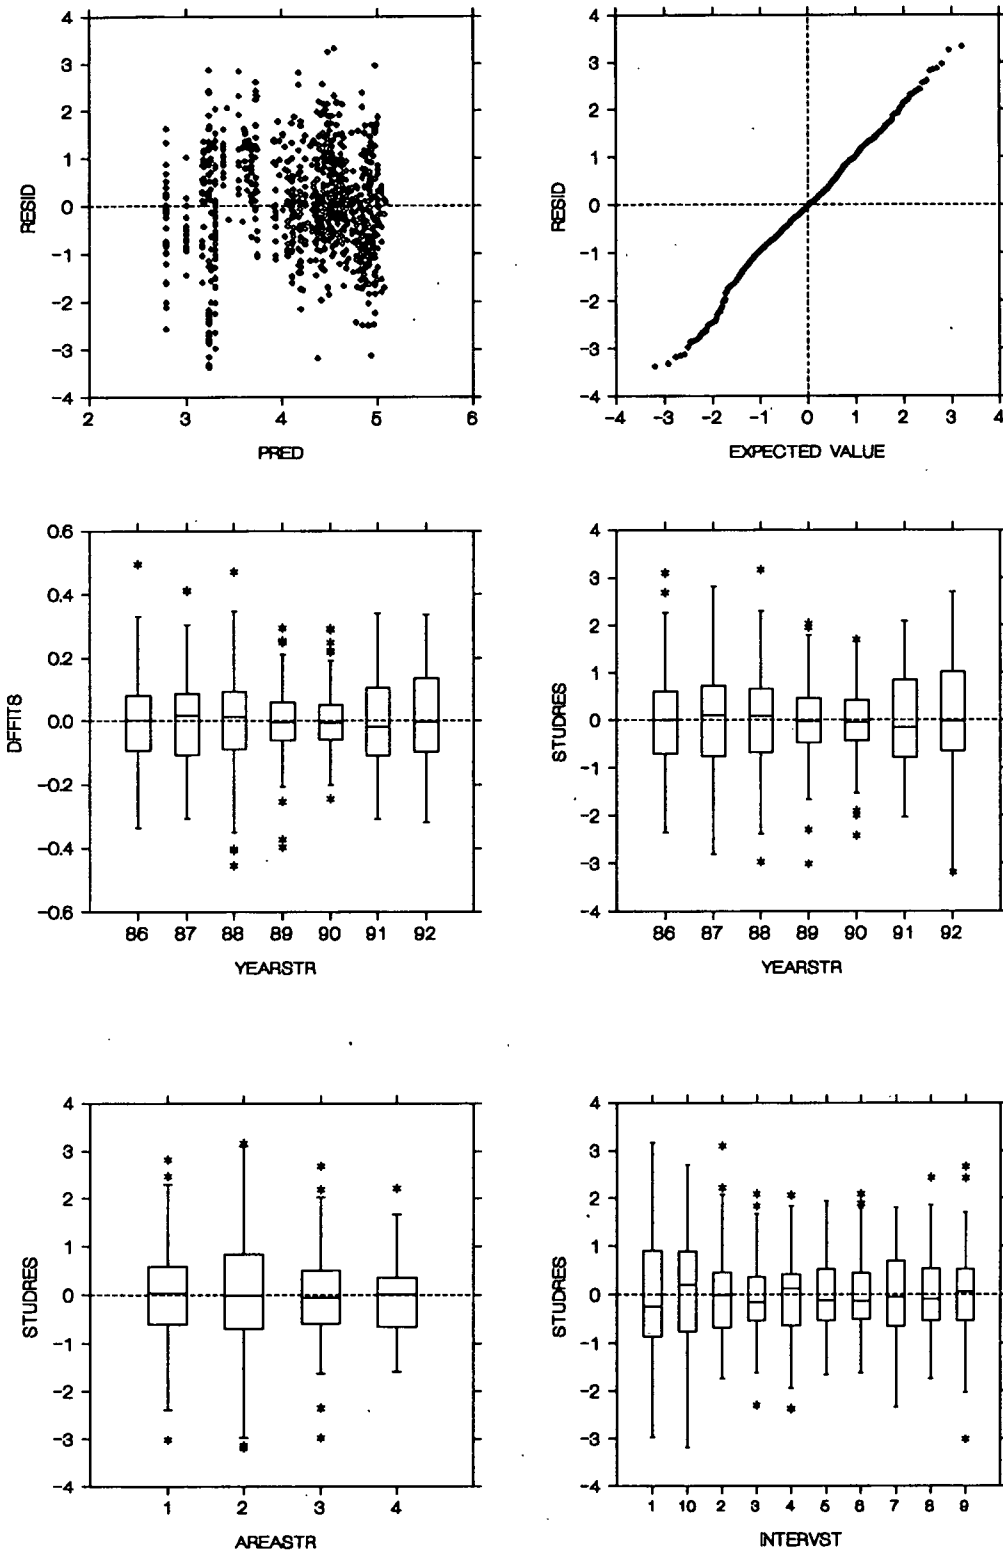 4
3
2
1
0
−1
−2
−3
−4
RESID
2 3 4 5 6
PRED
4
3
2
1
0
−1
−2
−3
−4
RESID
−4 −3 −2 −1 0 1 2 3 4
EXPECTED VALUE
0.6
0.4
0.2
0.0
−0.2
−0.4
−0.6
DFFITS
86 87 88 89 90 91 92
YEARSTR
4
3
2
1
0
−1
−2
−3
−4
STUDRES
86 87 88 89 90 91 92
YEARSTR
4
3
2
1
0
−1
−2
−3
−4
STUDRES
1 2 3 4
AREASTR
4
3
2
1
0
−1
−2
−3
−4
STUDRES
1 10 2 3 4 5 6 7 8 9
INTERVST